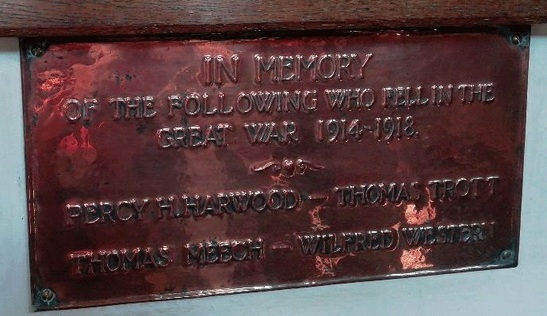 IN MEMORY
OF THE FOLLOWING WHO FELL IN THE
GREAT WAR 1914-1918.
PERCY H. HARWOOD - THOMAS TROTT
THOMAS MEECH - WILFRED WESTERN